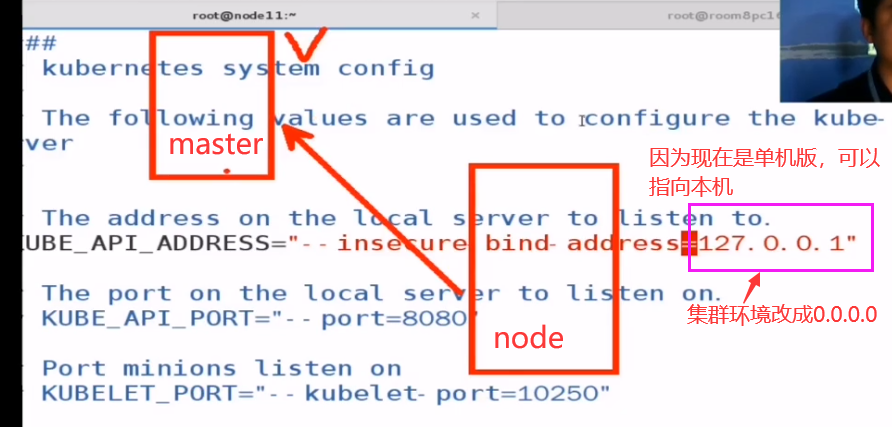 root@node11:~
×
root@room8pc1
###
kubernetes system config
The following values are used to configure the kube-
rver
master
因为现在是单机版，可以
指向本机
The address on the local server to listen to.
KUBE_API_ADDRESS="--insecure-bind-address=127.0.0.1"
集群环境改成0.0.0.0
The port on the local server to listen on.
KUBE_API_PORT="--port=8080"
node
Port minions listen on
KUBELET_PORT="--kubelet-port=10250"